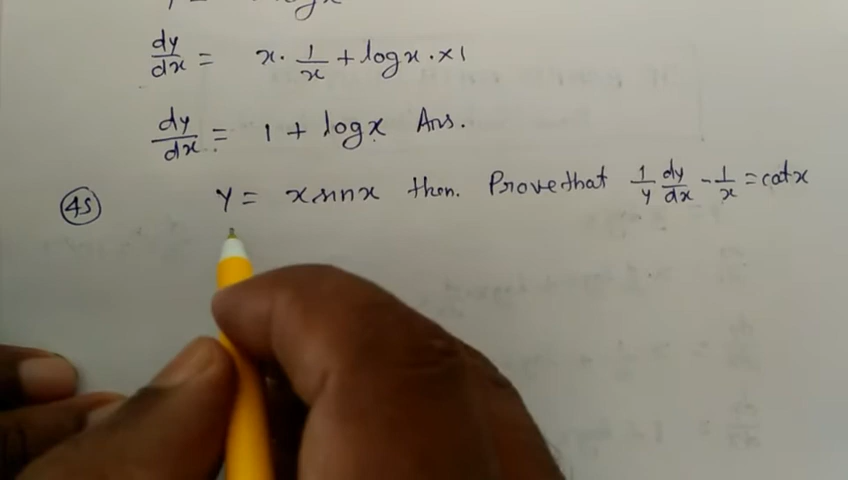 dy/dx = x · 1/x + log x · x1
dy/dx = 1 + log x Ans.
45 y = x sin x then. Prove that 1/y dy/dx - 1/x = cot x